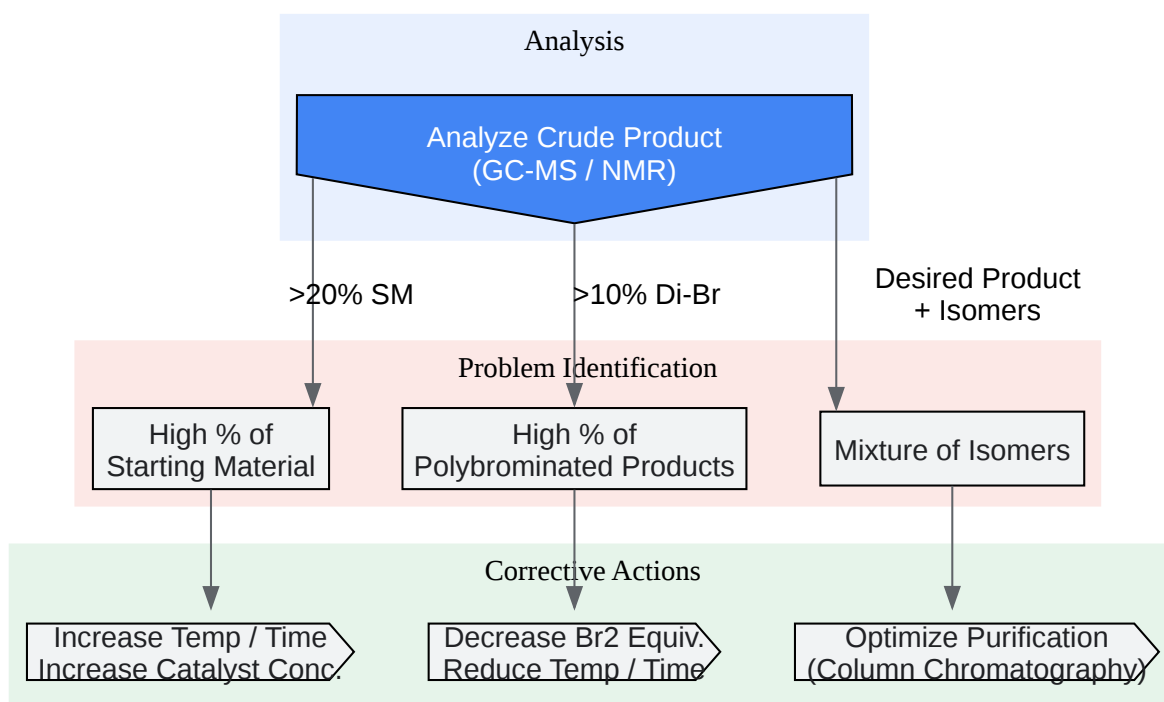 Analysis
Analyze Crude Product
(GC-MS / NMR)
>20% SM
>10% Di-Br
Desired Product
+ Isomers
Problem Identification
High % of
Starting Material
High % of
Polybrominated Products
Mixture of Isomers
Corrective Actions
Increase Temp / Time
Increase Catalyst Conc.
Decrease Br2 Equiv.
Reduce Temp / Time
Optimize Purification
(Column Chromatography)